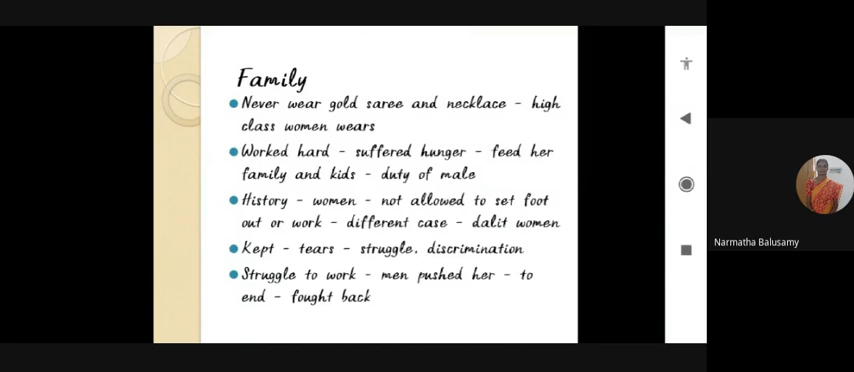 Family
Never wear gold saree and necklace - high
class women wears
Worked hard - suffered hunger - feed her
family and kids - duty of male
History - women - not allowed to set foot
out or work - different case - dalit women
Kept - tears - struggle. discrimination
Struggle to work - men pushed her - to
end - fought back
Narmatha Balusamy